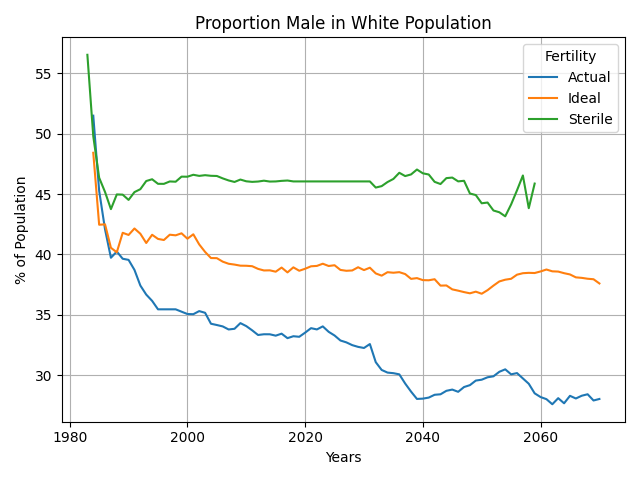 Proportion Male in White Population
% of Population
55
50
45
40
35
30
Fertility
Actual
Ideal
Sterile
1980
2000
2020
2040
2060
Years